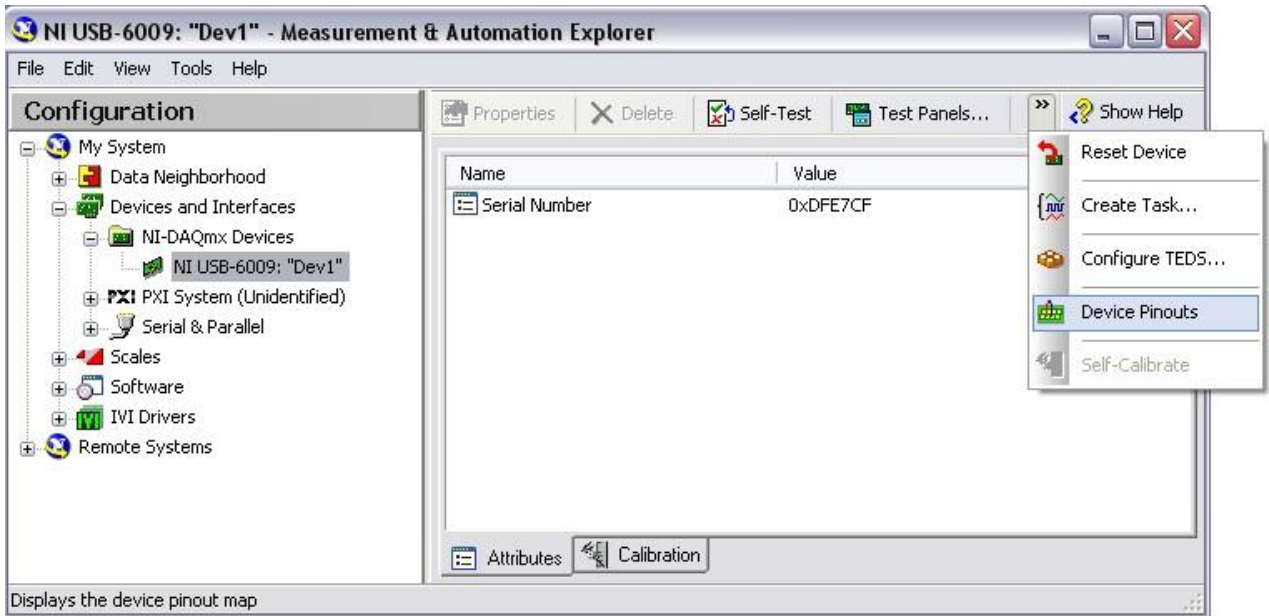 NI USB-6009: "Dev1" - Measurement & Automation Explorer
File Edit View Tools Help
Configuration
My System
Data Neighborhood
Devices and Interfaces
NI-DAQmx Devices
NI USB-6009: "Dev1"
PXI PXI System (Unidentified)
Serial & Parallel
Scales
Software
IVI Drivers
Remote Systems
Properties Delete Self-Test Test Panels... » Show Help
Name Value
Serial Number 0xDFE7CF
Reset Device
Create Task...
Configure TEDS...
Device Pinouts
Self-Calibrate
Attributes Calibration
Displays the device pinout map